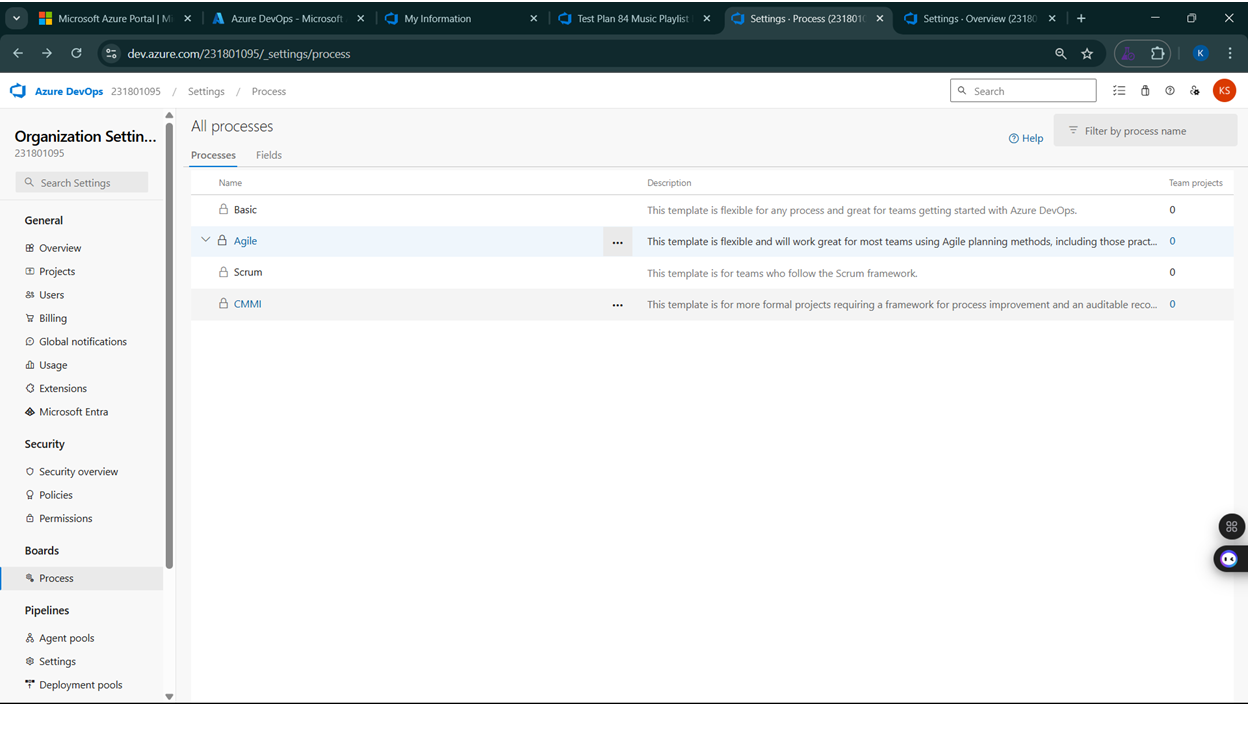 Microsoft Azure Portal | Mi
Azure DevOps - Microsoft
My Information
Test Plan 84 Music Playlist
Settings · Process (2318010
Settings · Overview (23180
dev.azure.com/231801095/_settings/process
K
Azure DevOps 231801095 / Settings / Process
Search
KS
Organization Settin...
231801095
Search Settings
General
Overview
Projects
Users
Billing
Global notifications
Usage
Extensions
Microsoft Entra
Security
Security overview
Policies
Permissions
Boards
Process
Pipelines
Agent pools
Settings
Deployment pools
All processes
Help
Filter by process name
Processes Fields
Name Description Team projects
Basic This template is flexible for any process and great for teams getting started with Azure DevOps. 0
Agile ... This template is flexible and will work great for most teams using Agile planning methods, including those pract... 0
Scrum This template is for teams who follow the Scrum framework. 0
CMMI ... This template is for more formal projects requiring a framework for process improvement and an auditable reco... 0